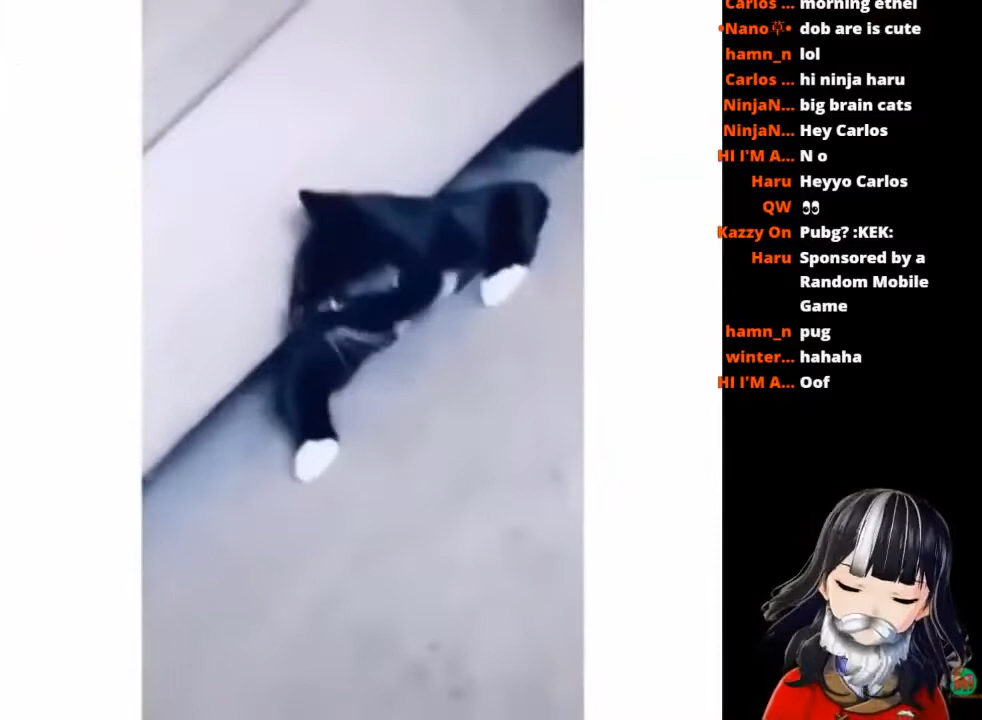 Carlos ... morning ethel
•Nano草• dob are is cute
hamn_n lol
Carlos ... hi ninja haru
NinjaN... big brain cats
NinjaN... Hey Carlos
HI I'M A... N o
Haru Heyyo Carlos
QW 👀
Kazzy On Pubg? :KEK:
Haru Sponsored by a
Random Mobile
Game
hamn_n pug
winter... hahaha
HI I'M A... Oof